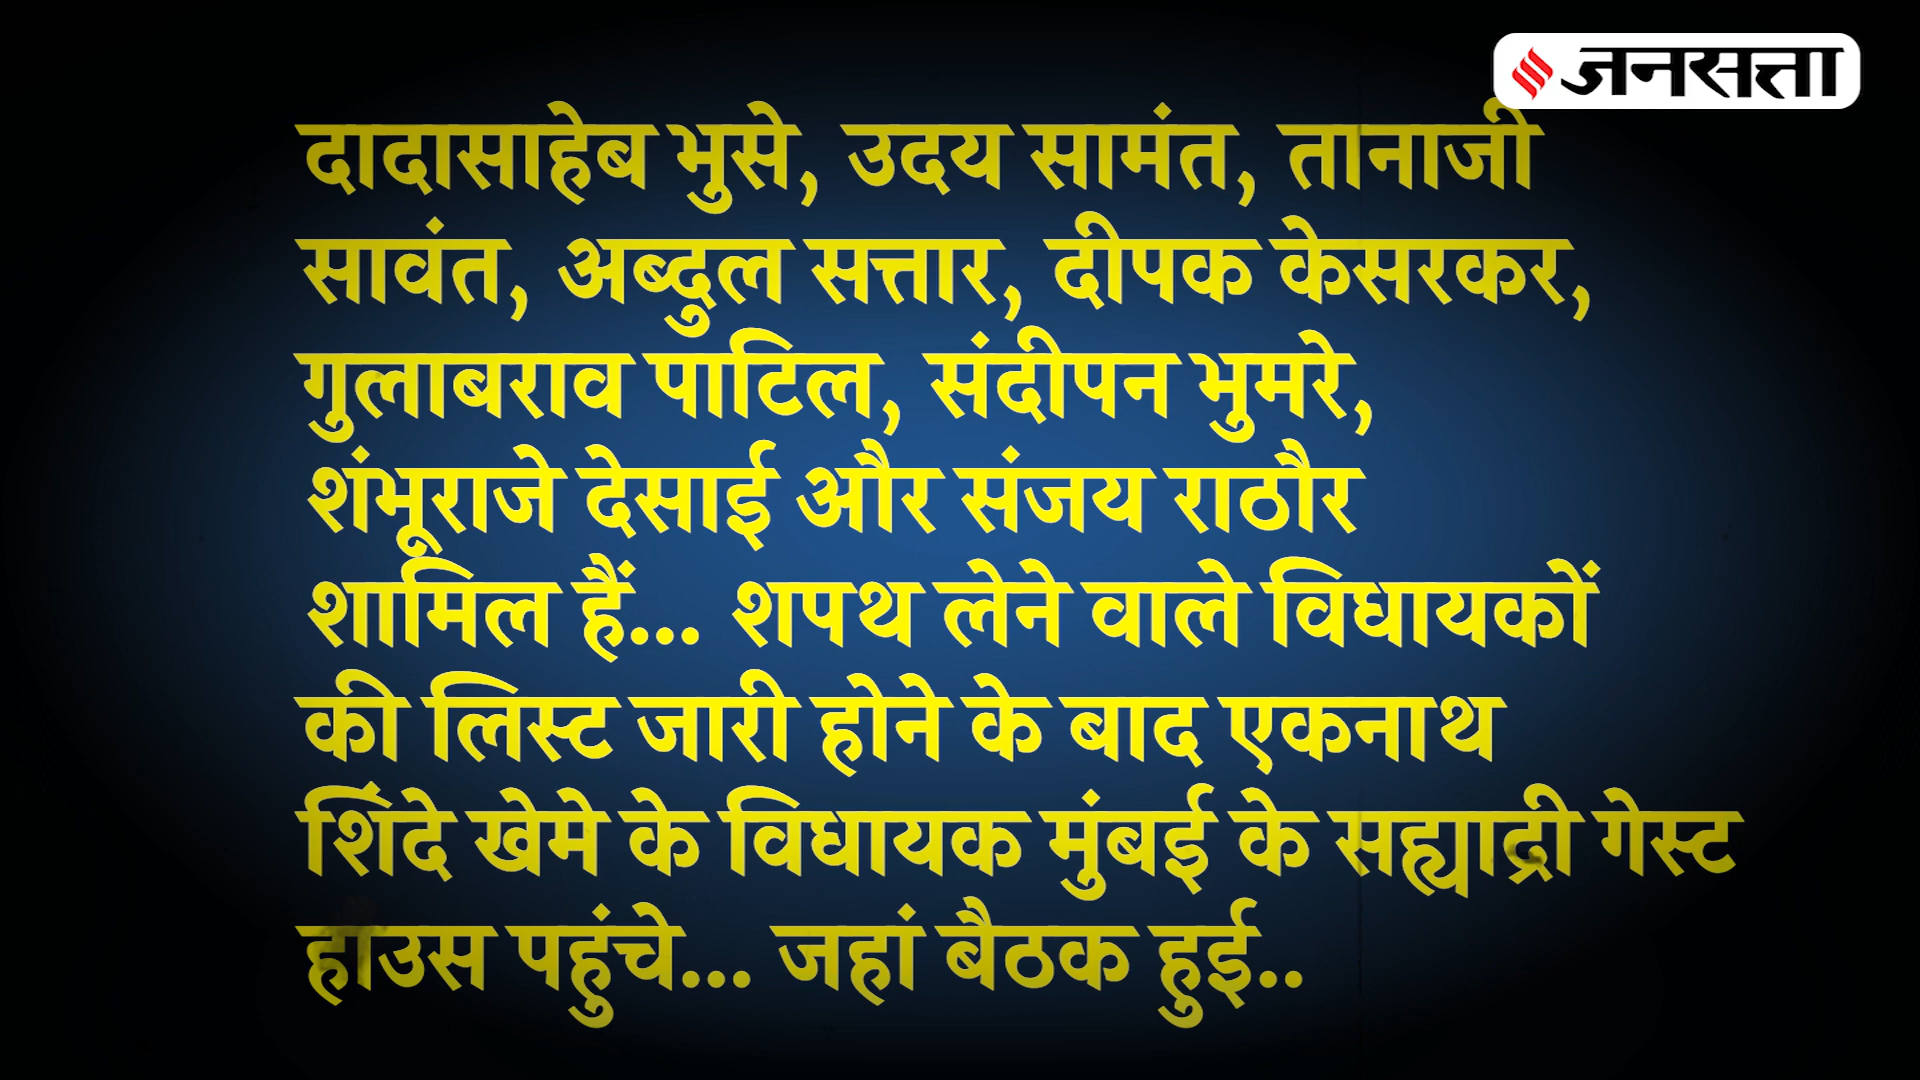 जनसत्ता
दादासाहेब भुसे, उदय सामंत, तानाजी
सावंत, अब्दुल सत्तार, दीपक केसरकर,
गुलाबराव पाटिल, संदीपन भुमरे,
शंभूराजे देसाई और संजय राठौर
शामिल हैं... शपथ लेने वाले विधायकों
की लिस्ट जारी होने के बाद एकनाथ
शिंदे खेमे के विधायक मुंबई के सह्याद्री गेस्ट
हाउस पहुंचे... जहां बैठक हुई..